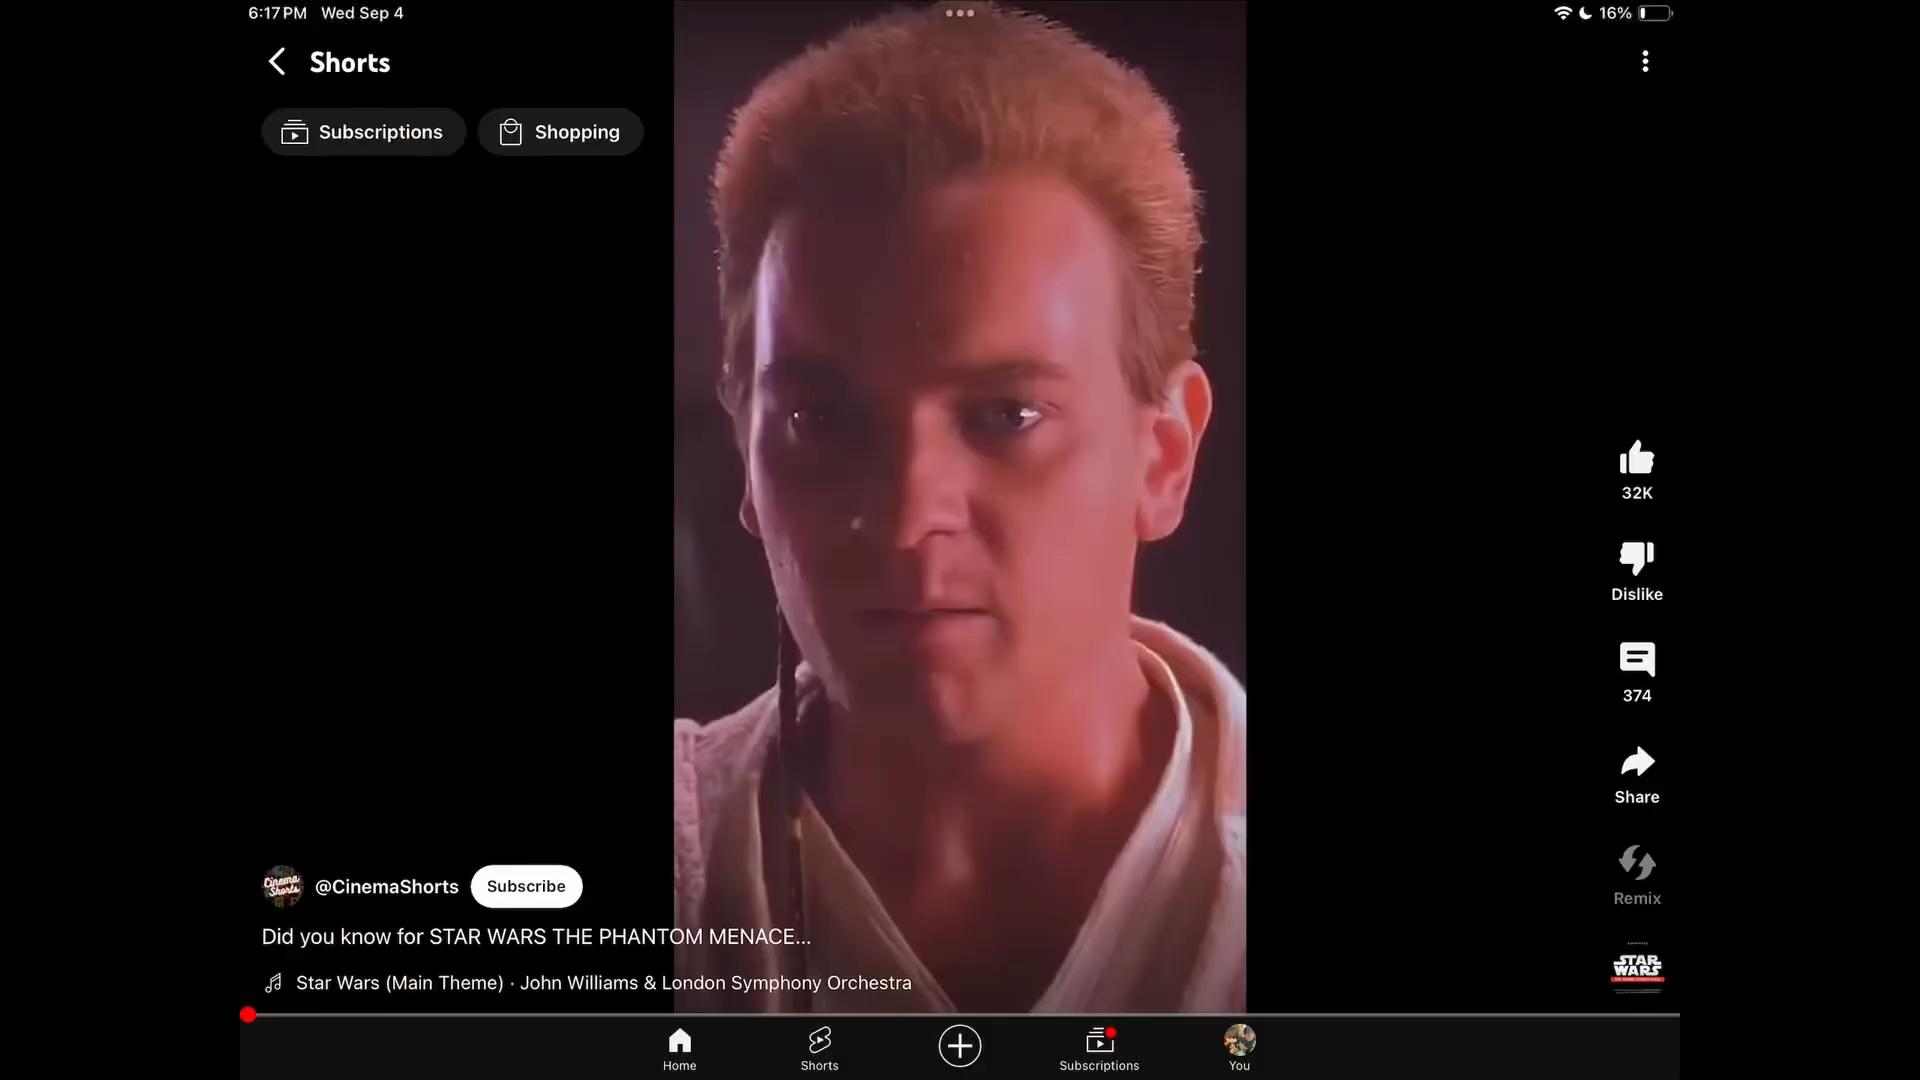 6:17 PM Wed Sep 4
16%
Shorts
Subscriptions
Shopping
32K
Dislike
374
Share
Remix
Cinema
Shorts
@CinemaShorts
Subscribe
Did you know for STAR WARS THE PHANTOM MENACE...
Star Wars (Main Theme) · John Williams & London Symphony Orchestra
STAR
WARS
Home
Shorts
Subscriptions
You